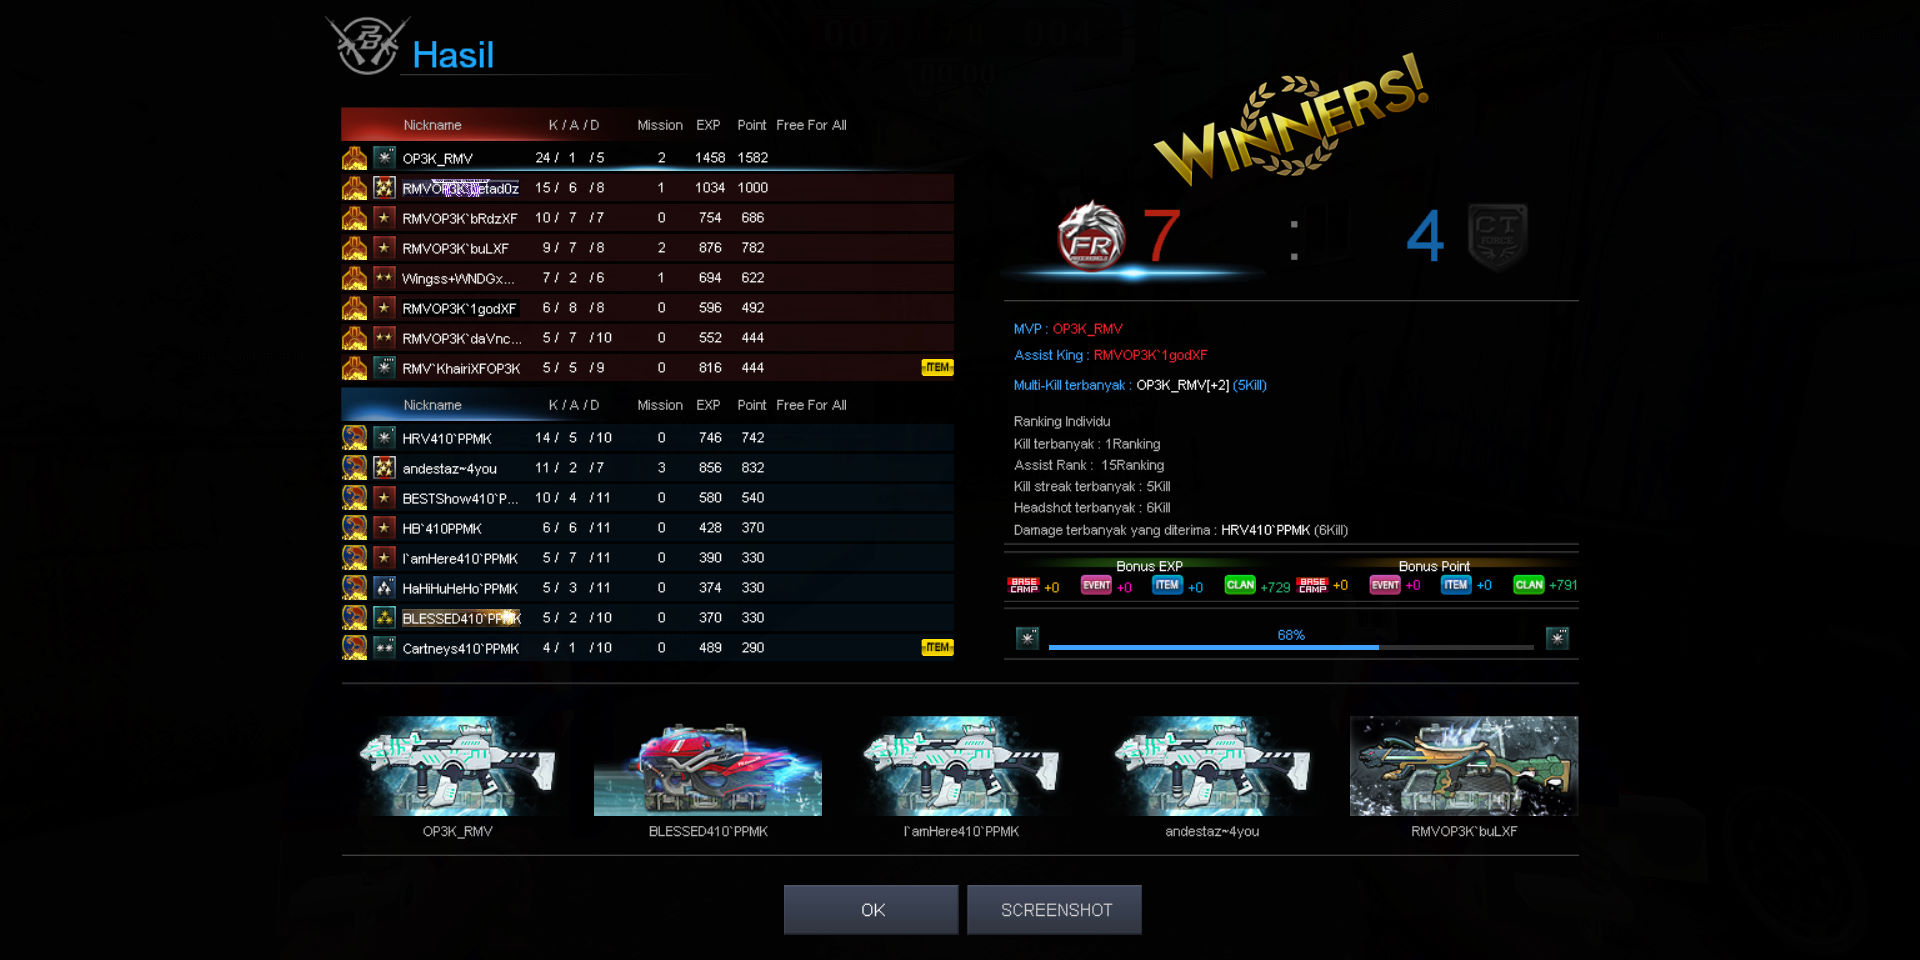 Hasil
WINNERS!
Nickname K / A / D Mission EXP Point Free For All
OP3K_RMV 24 / 1 / 5 2 1458 1582
15 / 6 / 8 1 1034 1000
RMVOP3K`bRdzXF 10 / 7 / 7 0 754 686
RMVOP3K`buLXF 9 / 7 / 8 2 876 782
Wingss+WNDGx... 7 / 2 / 6 1 694 622
RMVOP3K`1godXF 6 / 8 / 8 0 596 492
RMVOP3K`daVnc... 5 / 7 / 10 0 552 444
RMV`KhairiXFOP3K 5 / 5 / 9 0 816 444 ITEM
Nickname K / A / D Mission EXP Point Free For All
HRV410`PPMK 14 / 5 / 10 0 746 742
andestaz~4you 11 / 2 / 7 3 856 832
BESTShow410`P... 10 / 4 / 11 0 580 540
HB`410PPMK 6 / 6 / 11 0 428 370
I`amHere410`PPMK 5 / 7 / 11 0 390 330
HaHiHuHeHo`PPMK 5 / 3 / 11 0 374 330
BLESSED410`PPMK 5 / 2 / 10 0 370 330
Cartneys410`PPMK 4 / 1 / 10 0 489 290 ITEM
FR 7 : 4 CT FORCE
MVP : OP3K_RMV
Assist King : RMVOP3K`1godXF
Multi-Kill terbanyak : OP3K_RMV[+2] (5Kill)
Ranking Individu
Kill terbanyak : 1Ranking
Assist Rank : 15Ranking
Kill streak terbanyak : 5Kill
Headshot terbanyak : 6Kill
Damage terbanyak yang diterima : HRV410`PPMK (6Kill)
Bonus EXP Bonus Point
BASE CAMP +0 EVENT +0 ITEM +0 CLAN +729 BASE CAMP +0 EVENT +0 ITEM +0 CLAN +791
68%
OP3K_RMV BLESSED410`PPMK I`amHere410`PPMK andestaz~4you RMVOP3K`buLXF
OK SCREENSHOT